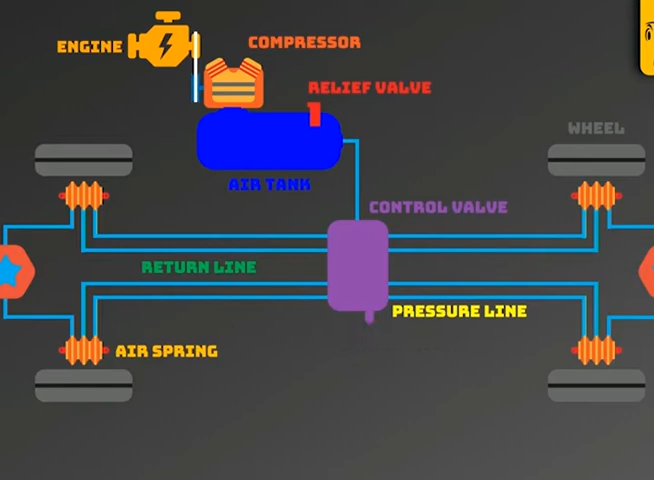 ENGINE
COMPRESSOR
RELIEF VALVE
WHEEL
AIR TANK
CONTROL VALVE
RETURN LINE
PRESSURE LINE
AIR SPRING